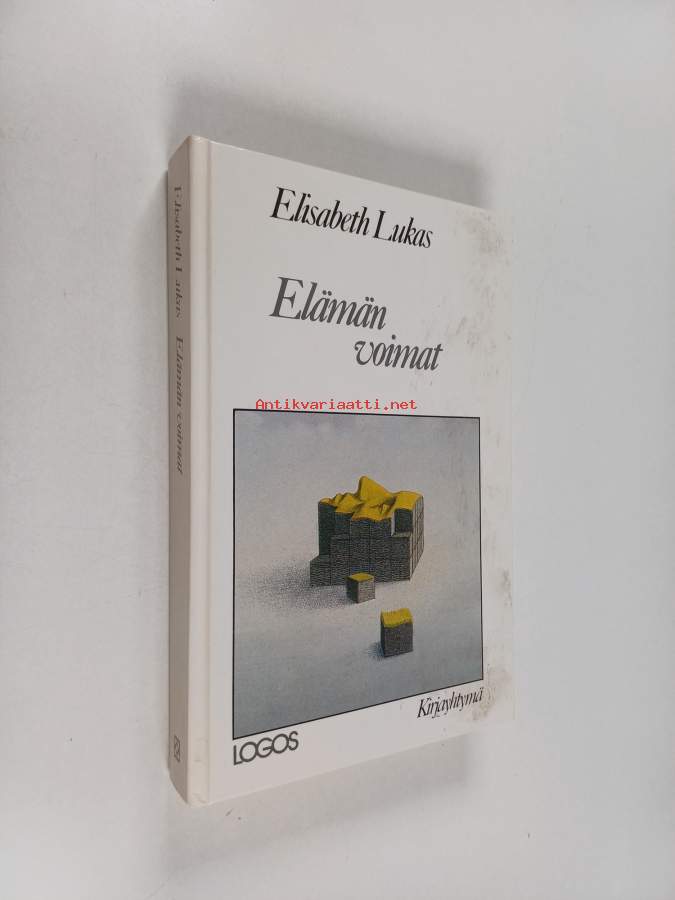 Elisabeth Lukas
Elämän
voimat
Antikvariaatti.net
Kirjayhtymä
LOGOS
Elisabeth Lukas Elämän voimat